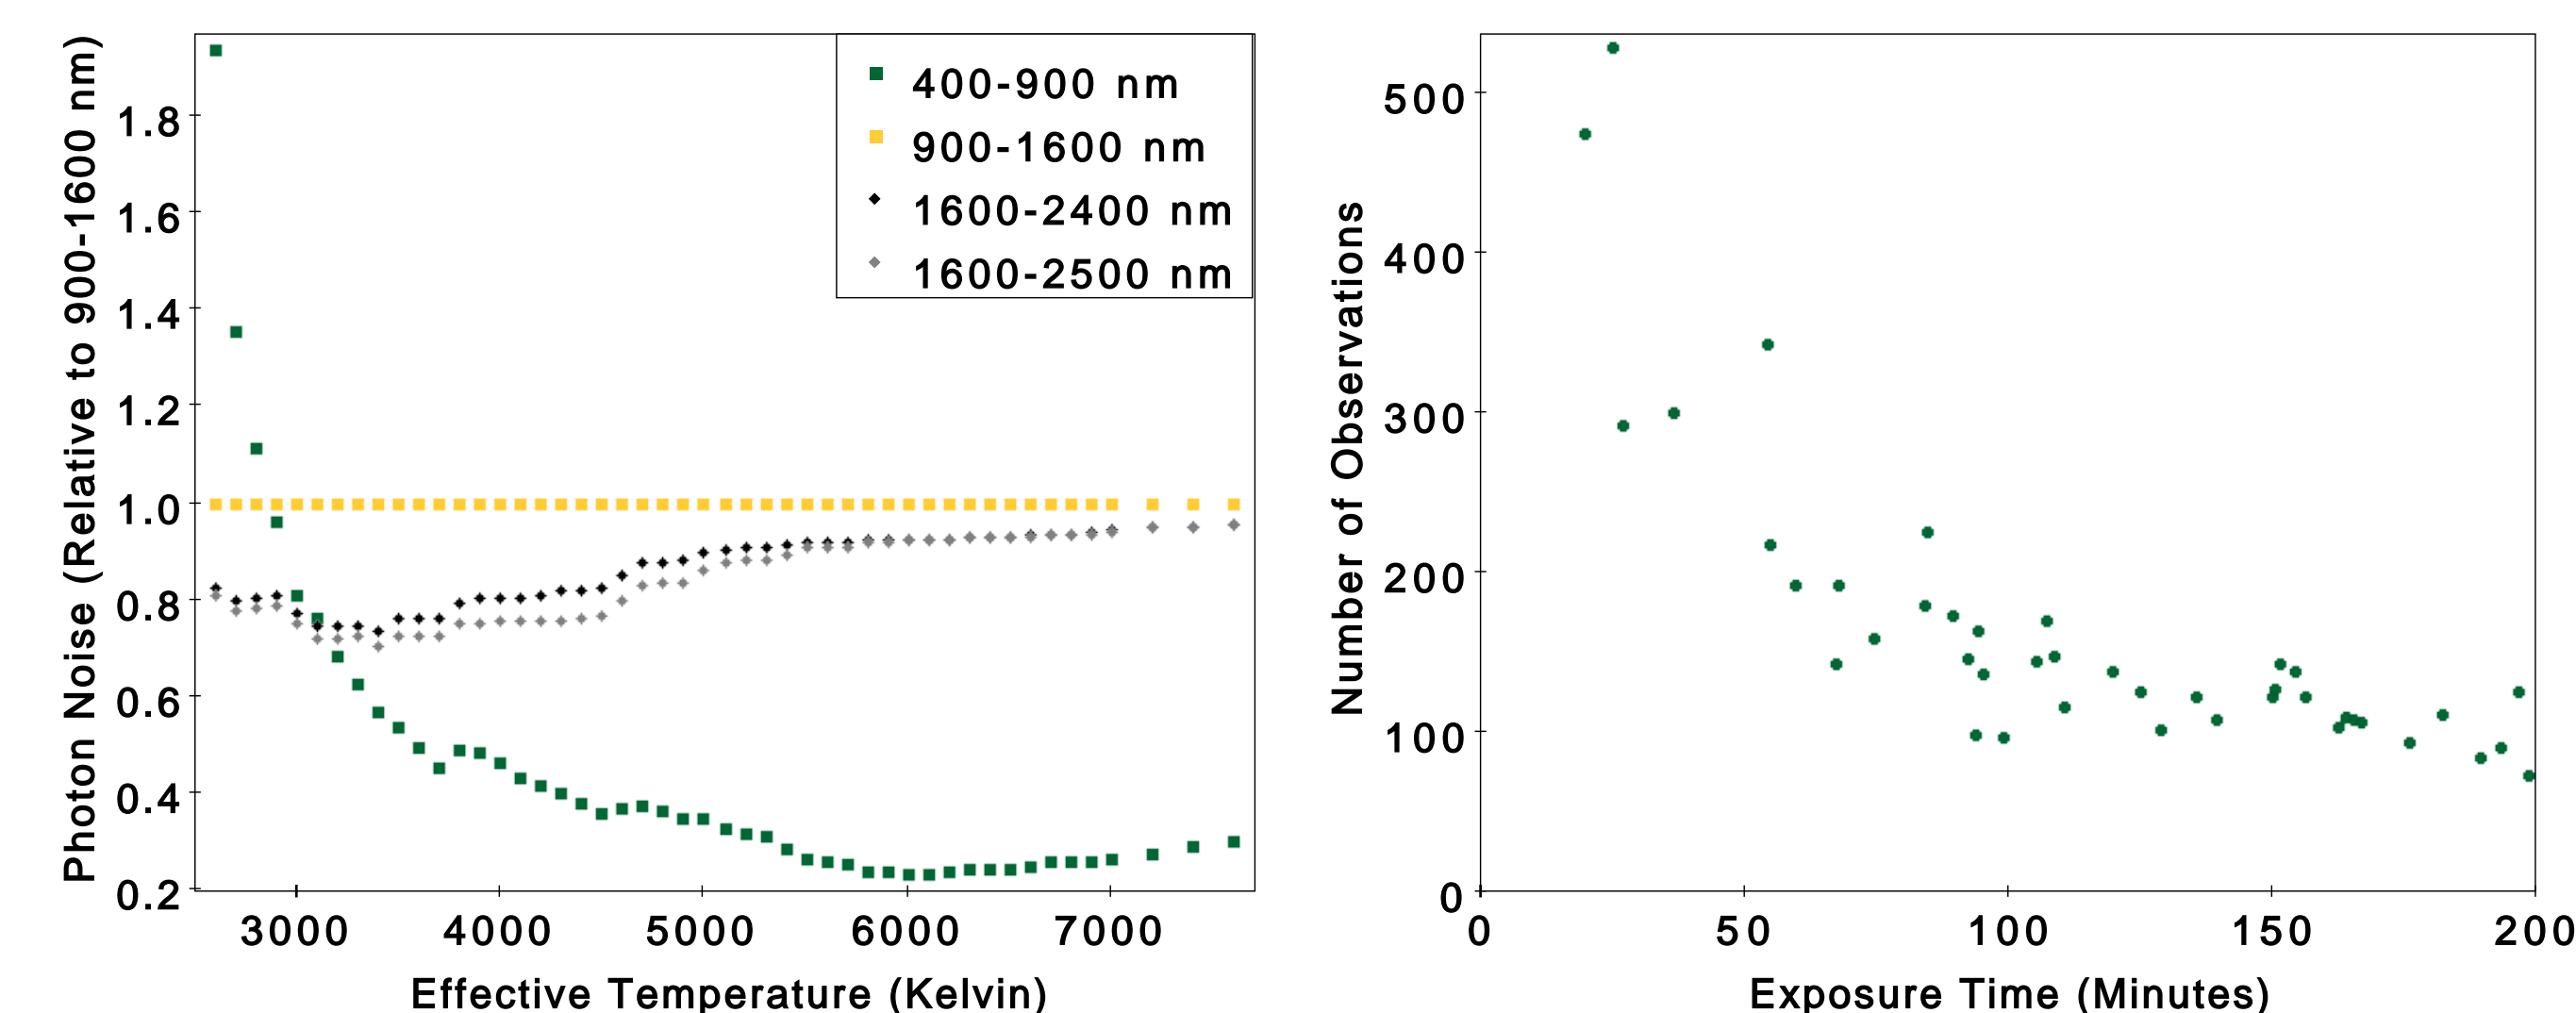 Photon Noise (Relative to 900-1600 nm)
1.8
1.6
1.4
1.2
1.0
0.8
0.6
0.4
0.2
3000 4000 5000 6000 7000
Effective Temperature (Kelvin)
400-900 nm
900-1600 nm
1600-2400 nm
1600-2500 nm
Number of Observations
500
400
300
200
100
0
0 50 100 150 200
Exposure Time (Minutes)